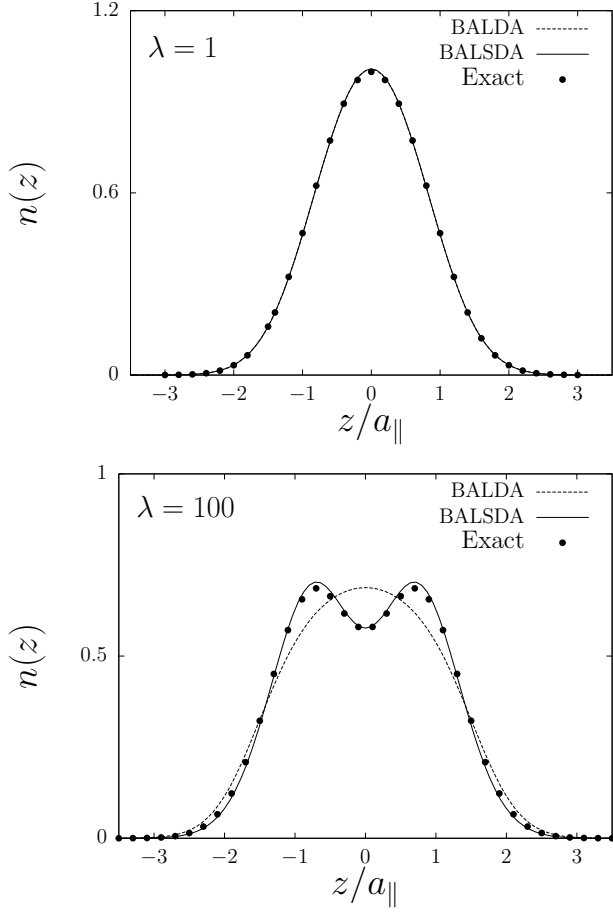 1.2
λ = 1
BALDA
BALSDA
Exact
n(z)
0.6
0
−3 −2 −1 0 1 2 3
z/a∥
1
λ = 100
BALDA
BALSDA
Exact
n(z)
0.5
0
−3 −2 −1 0 1 2 3
z/a∥